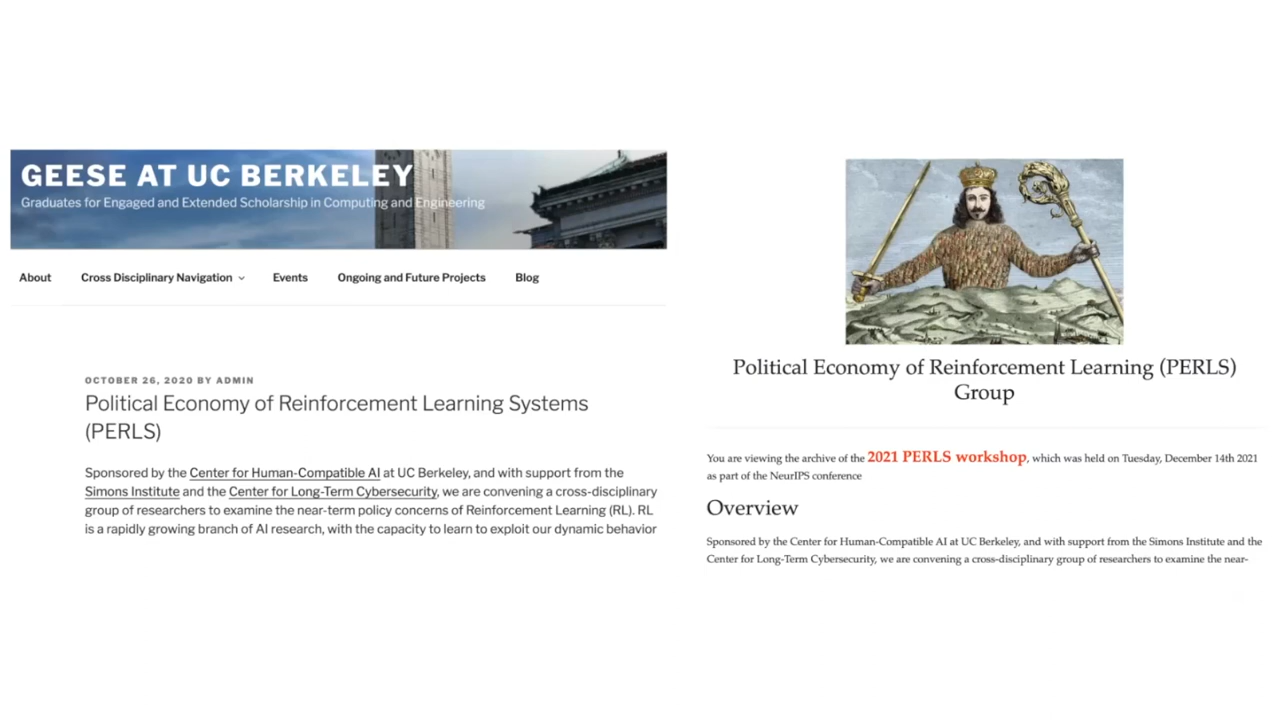 GEESE AT UC BERKELEY
Graduates for Engaged and Extended Scholarship in Computing and Engineering
About Cross Disciplinary Navigation Events Ongoing and Future Projects Blog
OCTOBER 26, 2020 BY ADMIN
Political Economy of Reinforcement Learning Systems
(PERLS)
Sponsored by the Center for Human-Compatible AI at UC Berkeley, and with support from the
Simons Institute and the Center for Long-Term Cybersecurity, we are convening a cross-disciplinary
group of researchers to examine the near-term policy concerns of Reinforcement Learning (RL). RL
is a rapidly growing branch of AI research, with the capacity to learn to exploit our dynamic behavior
Political Economy of Reinforcement Learning (PERLS)
Group
You are viewing the archive of the 2021 PERLS workshop, which was held on Tuesday, December 14th 2021
as part of the NeurIPS conference
Overview
Sponsored by the Center for Human-Compatible AI at UC Berkeley, and with support from the Simons Institute and the
Center for Long-Term Cybersecurity, we are convening a cross-disciplinary group of researchers to examine the near-